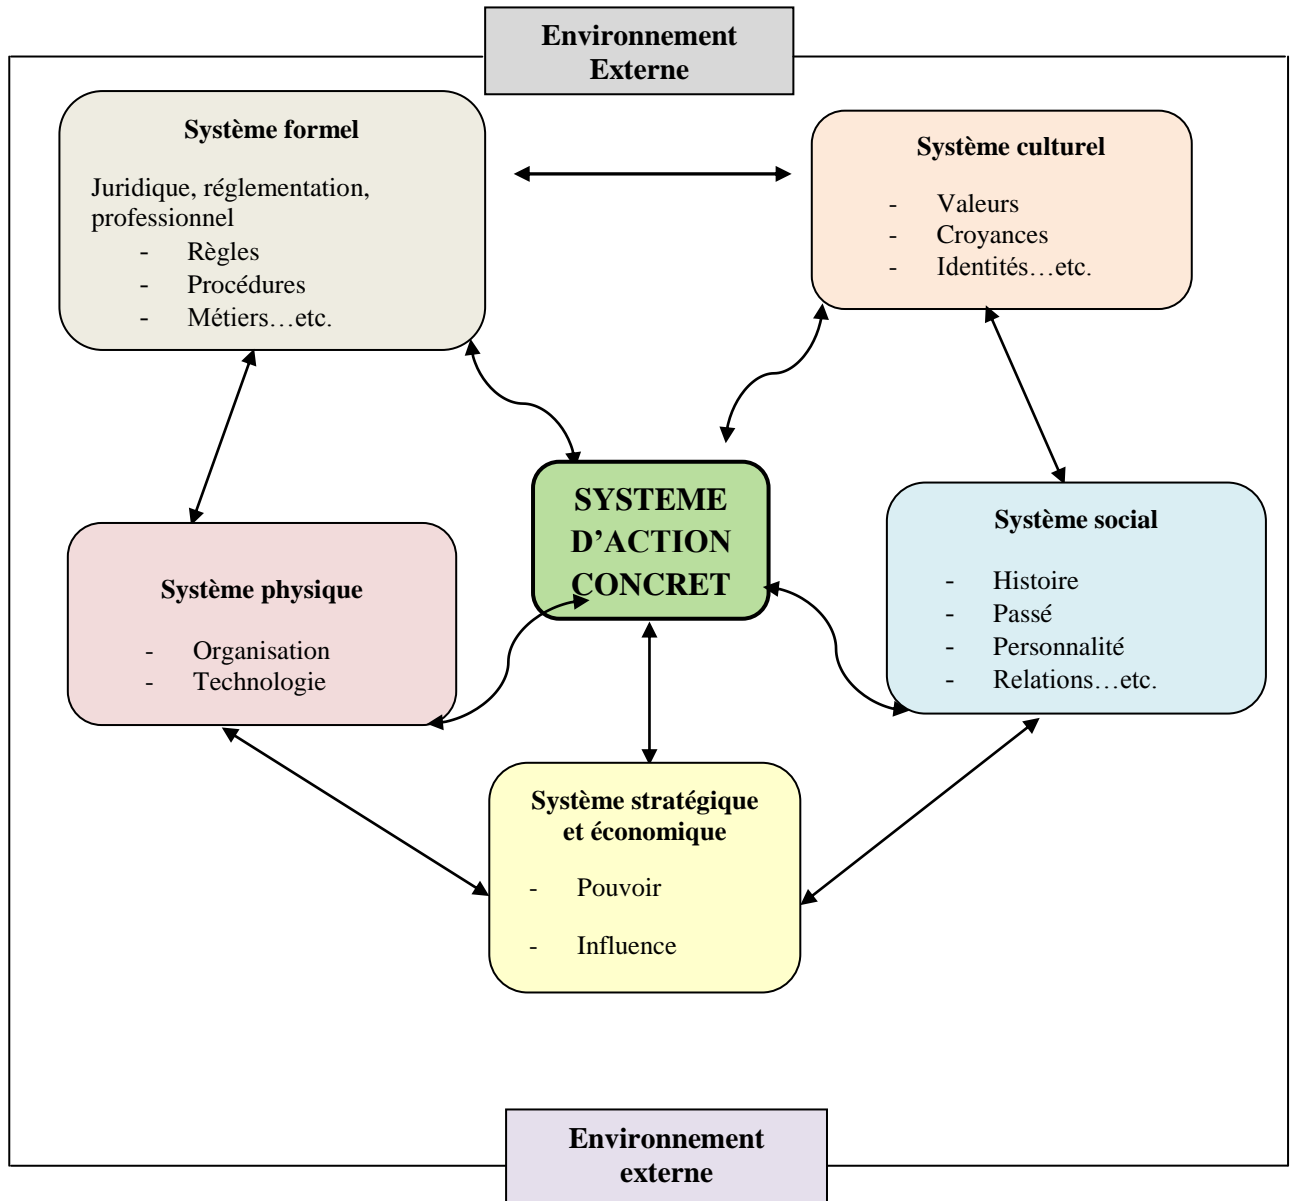 Environnement
Externe
Système formel
Juridique, réglementation,
professionnel
- Règles
- Procédures
- Métiers…etc.
Système culturel
- Valeurs
- Croyances
- Identités…etc.
SYSTEME
D’ACTION
CONCRET
Système physique
- Organisation
- Technologie
Système social
- Histoire
- Passé
- Personnalité
- Relations…etc.
Système stratégique
et économique
- Pouvoir
- Influence
Environnement
externe